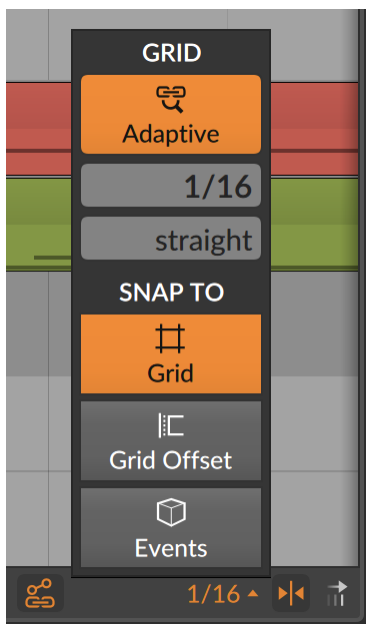 GRID
Adaptive
1/16
straight
SNAP TO
Grid
Grid Offset
Events
1/16